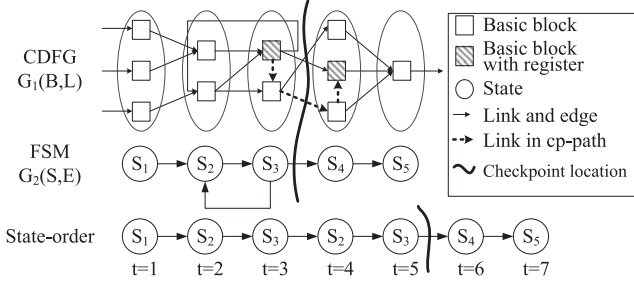 CDFG
G₁(B,L)
FSM
G₂(S,E)
S₁ S₂ S₃ S₄ S₅
State-order
S₁ S₂ S₃ S₂ S₃ S₄ S₅
t=1 t=2 t=3 t=4 t=5 t=6 t=7
Basic block
Basic block
with register
State
Link and edge
Link in cp-path
Checkpoint location